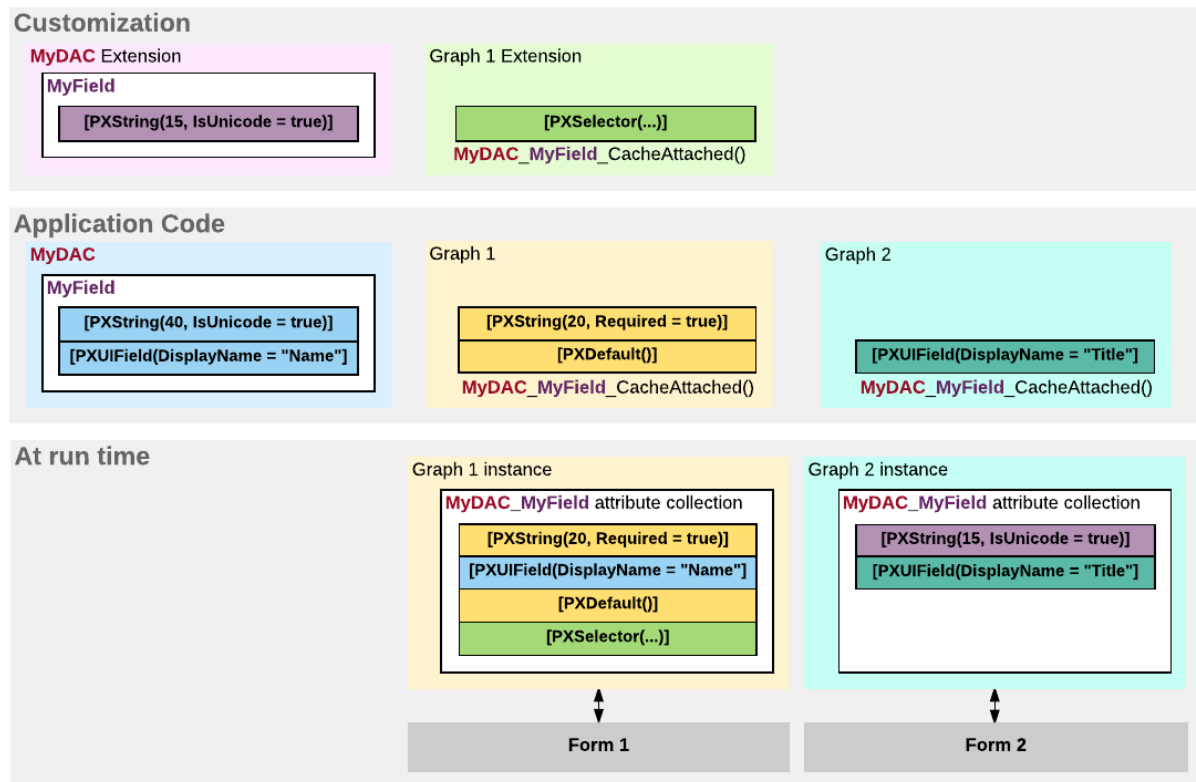 Customization
MyDAC Extension
MyField
[PXString(15, IsUnicode = true)]
Graph 1 Extension
[PXSelector(...)]
MyDAC_MyField_CacheAttached()
Application Code
MyDAC
MyField
[PXString(40, IsUnicode = true)]
[PXUIField(DisplayName = "Name"]
Graph 1
[PXString(20, Required = true)]
[PXDefault()]
MyDAC_MyField_CacheAttached()
Graph 2
[PXUIField(DisplayName = "Title"]
MyDAC_MyField_CacheAttached()
At run time
Graph 1 instance
MyDAC_MyField attribute collection
[PXString(20, Required = true)]
[PXUIField(DisplayName = "Name"]
[PXDefault()]
[PXSelector(...)]
Form 1
Graph 2 instance
MyDAC_MyField attribute collection
[PXString(15, IsUnicode = true)]
[PXUIField(DisplayName = "Title"]
Form 2